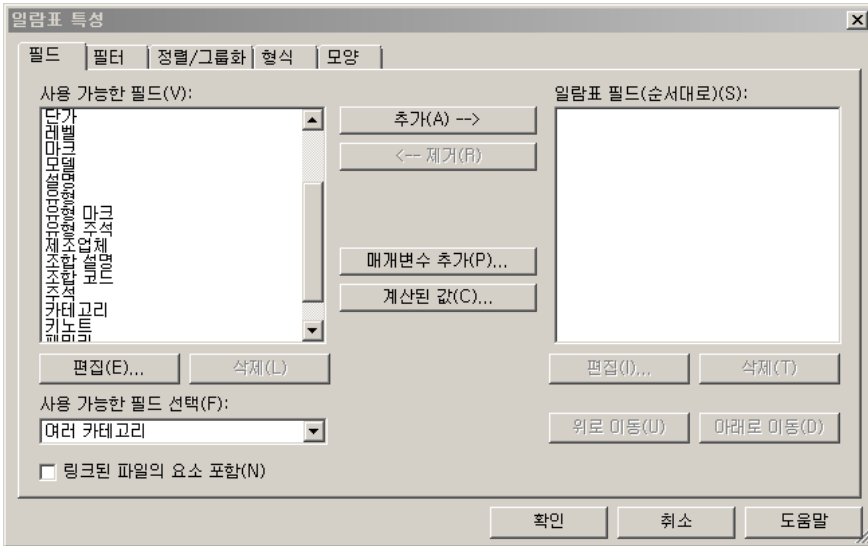 일람표 특성
필드 필터 정렬/그룹화 형식 모양
사용 가능한 필드(V):
단가
레벨
마크
모델
설명
유형
유형 마크
유형 주석
제조업체
조합 설명
조합 코드
주석
카테고리
키노트
패밀리
추가(A) -->
<-- 제거(R)
매개변수 추가(P)...
계산된 값(C)...
일람표 필드(순서대로)(S):
편집(E)...
삭제(L)
편집(I)...
삭제(T)
사용 가능한 필드 선택(F):
여러 카테고리
위로 이동(U)
아래로 이동(D)
링크된 파일의 요소 포함(N)
확인
취소
도움말